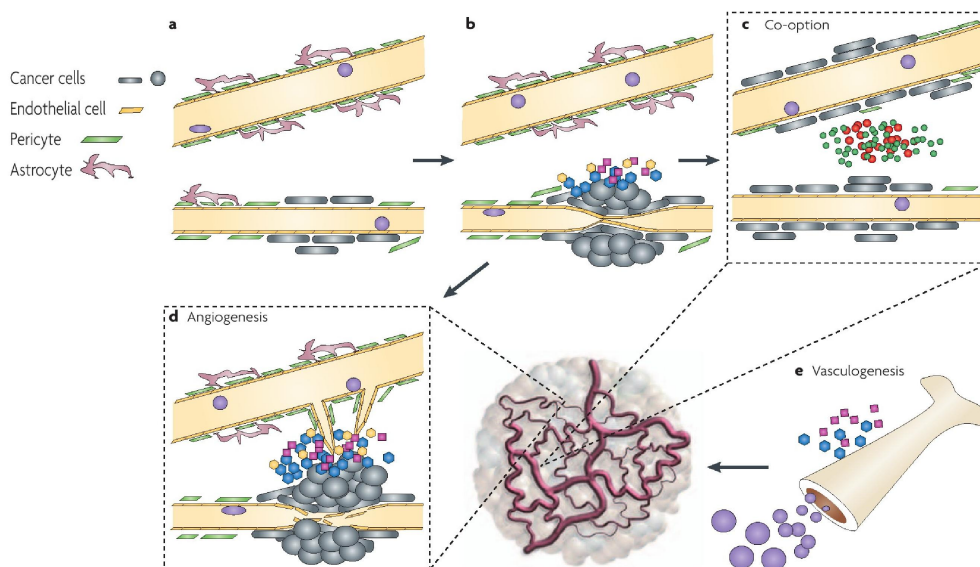 a
b
c Co-option
Cancer cells
Endothelial cell
Pericyte
Astrocyte
d Angiogenesis
e Vasculogenesis